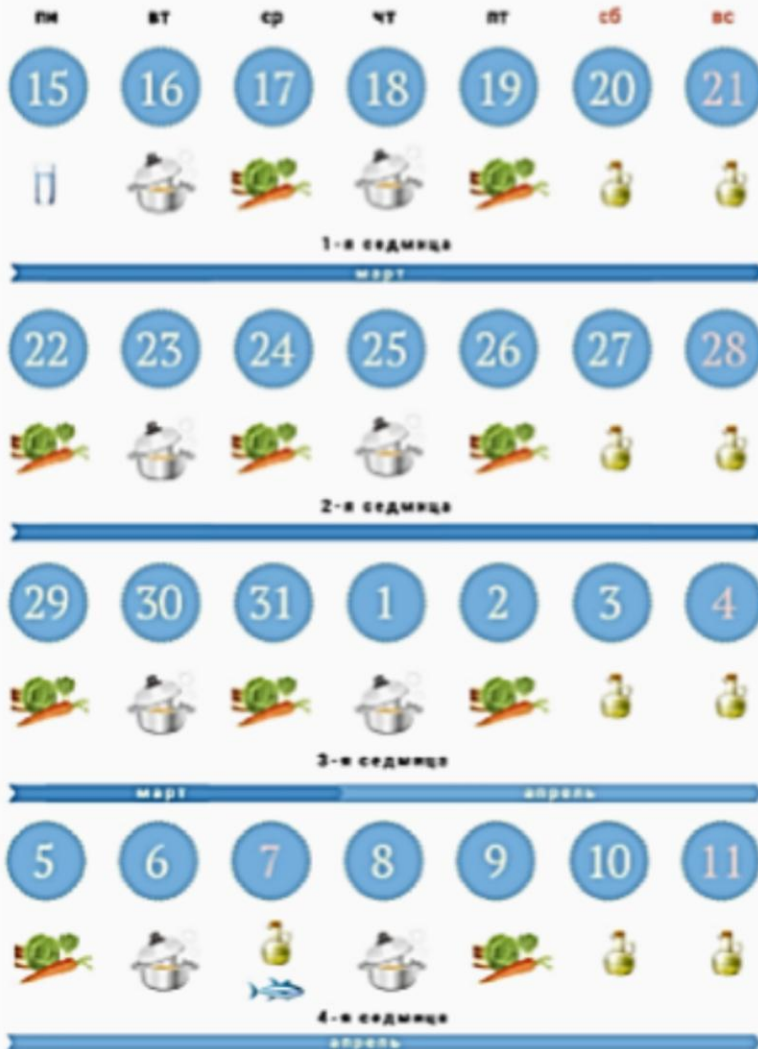 пн вт ср чт пт сб вс
15 16 17 18 19 20 21
1-я седмица
март
22 23 24 25 26 27 28
2-я седмица
29 30 31 1 2 3 4
3-я седмица
март апрель
5 6 7 8 9 10 11
4-я седмица
апрель